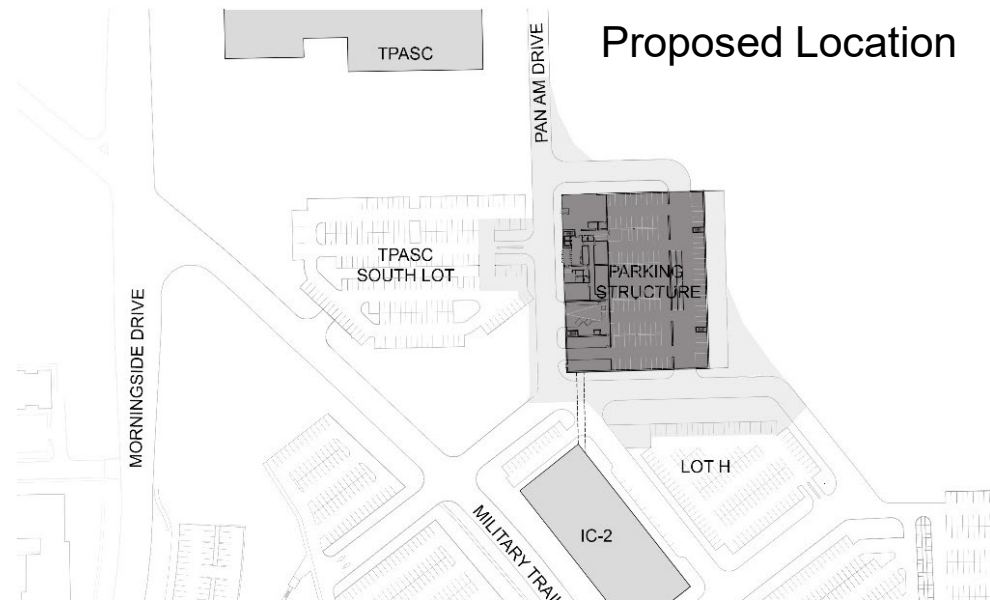 Proposed Location
TPASC
PAN AM DRIVE
TPASC
SOUTH LOT
PARKING
STRUCTURE
MORNINGSIDE DRIVE
LOT H
IC-2
MILITARY TRAIL